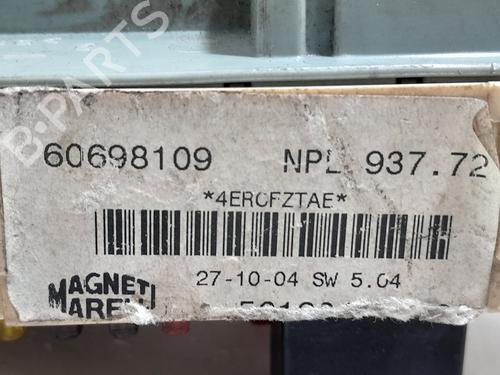 B-PARTS
60698109 NPL 937.72
*4ERCFZTAE*
27-10-04 SW 5.04
MAGNETI
MARELLI